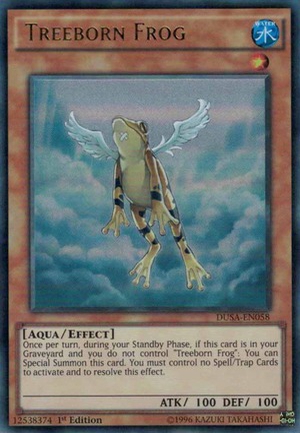 TREEBORN FROG
WATER
水
DUSA-EN058
[AQUA/EFFECT]
Once per turn, during your Standby Phase, if this card is in your
Graveyard and you do not control "Treeborn Frog": You can
Special Summon this card. You must control no Spell/Trap Cards
to activate and to resolve this effect.
ATK/ 100 DEF/ 100
12538374 1st Edition ©1996 KAZUKI TAKAHASHI